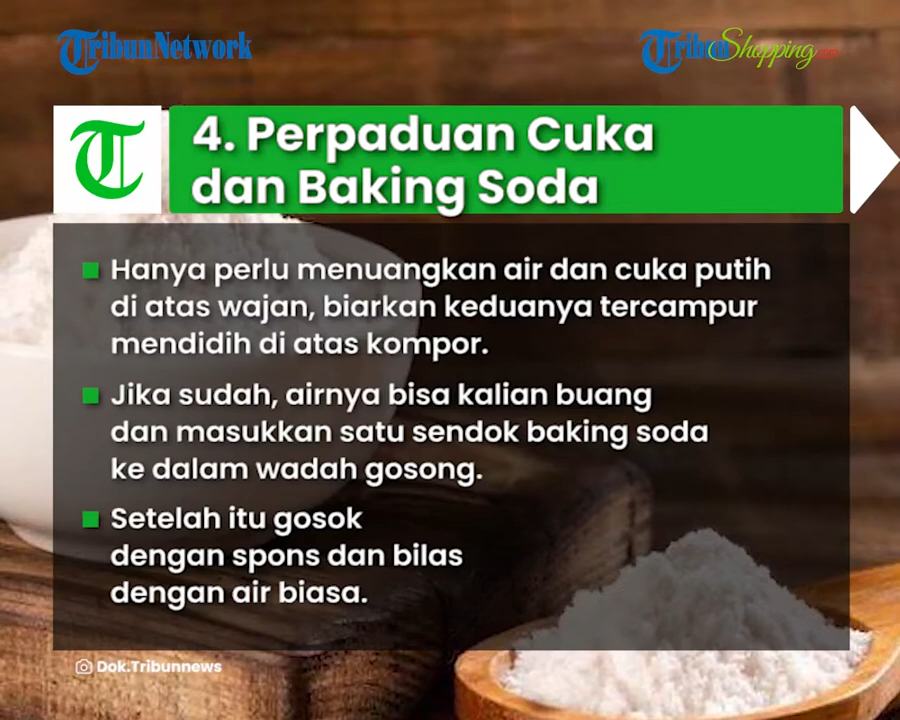 TribunNetwork
TribunShopping.com
T
4. Perpaduan Cuka
dan Baking Soda
Hanya perlu menuangkan air dan cuka putih
di atas wajan, biarkan keduanya tercampur
mendidih di atas kompor.
Jika sudah, airnya bisa kalian buang
dan masukkan satu sendok baking soda
ke dalam wadah gosong.
Setelah itu gosok
dengan spons dan bilas
dengan air biasa.
Dok.Tribunnews